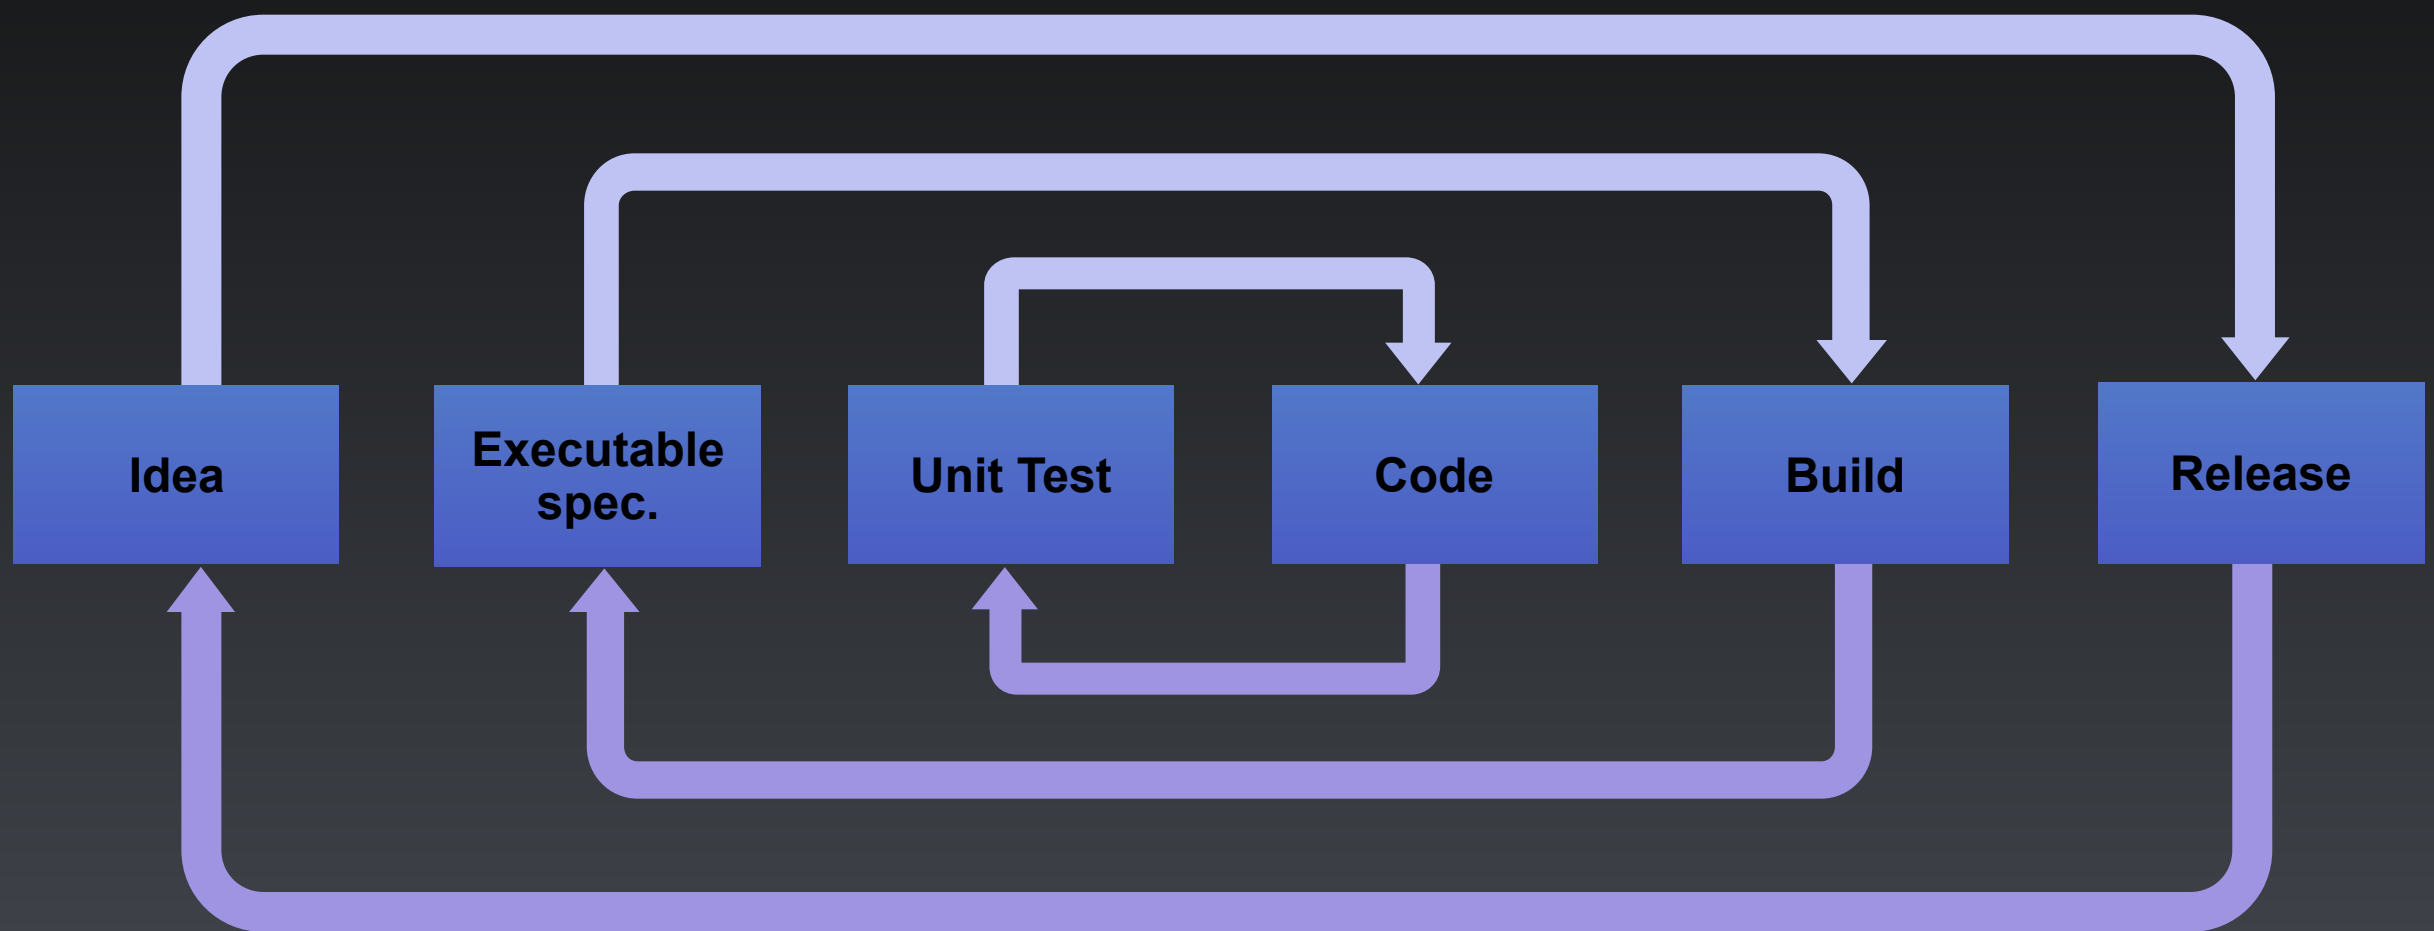 Idea
Executable
spec.
Unit Test
Code
Build
Release